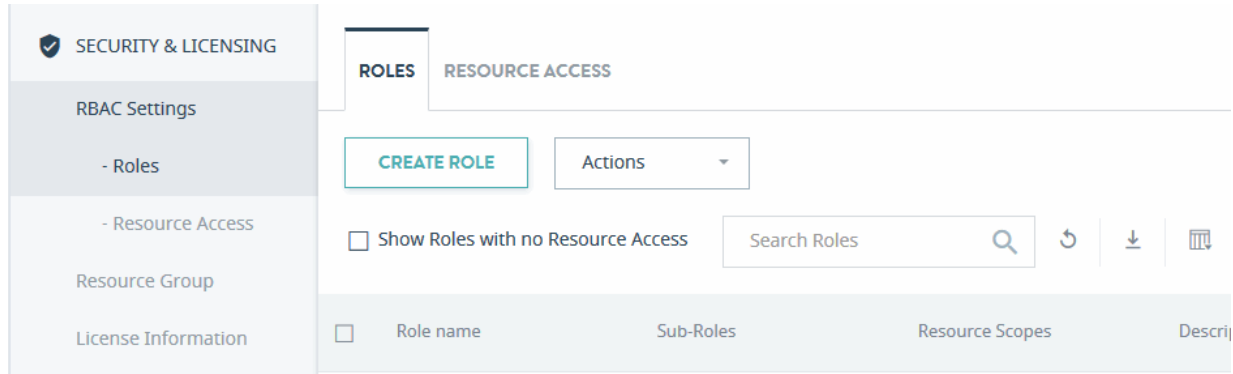 SECURITY & LICENSING
RBAC Settings
- Roles
- Resource Access
Resource Group
License Information
ROLES RESOURCE ACCESS
CREATE ROLE Actions
Show Roles with no Resource Access Search Roles
Role name Sub-Roles Resource Scopes